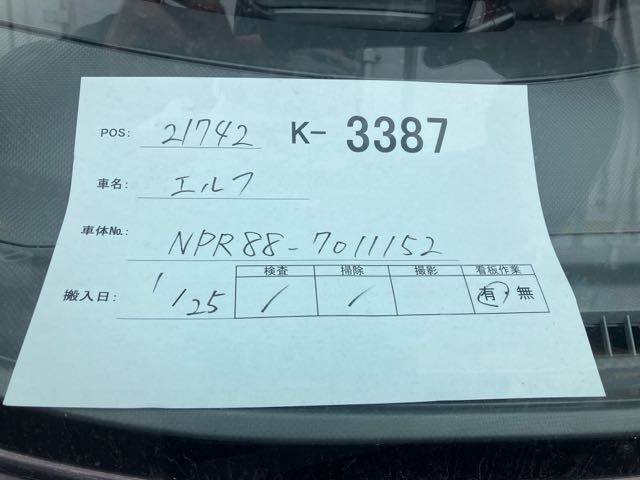 POS: 21742 K- 3387
車名: エルフ
車体No.: NPR88-7011152
搬入日: 1/25
検査 掃除 撮影 看板作業
/ / 有・無